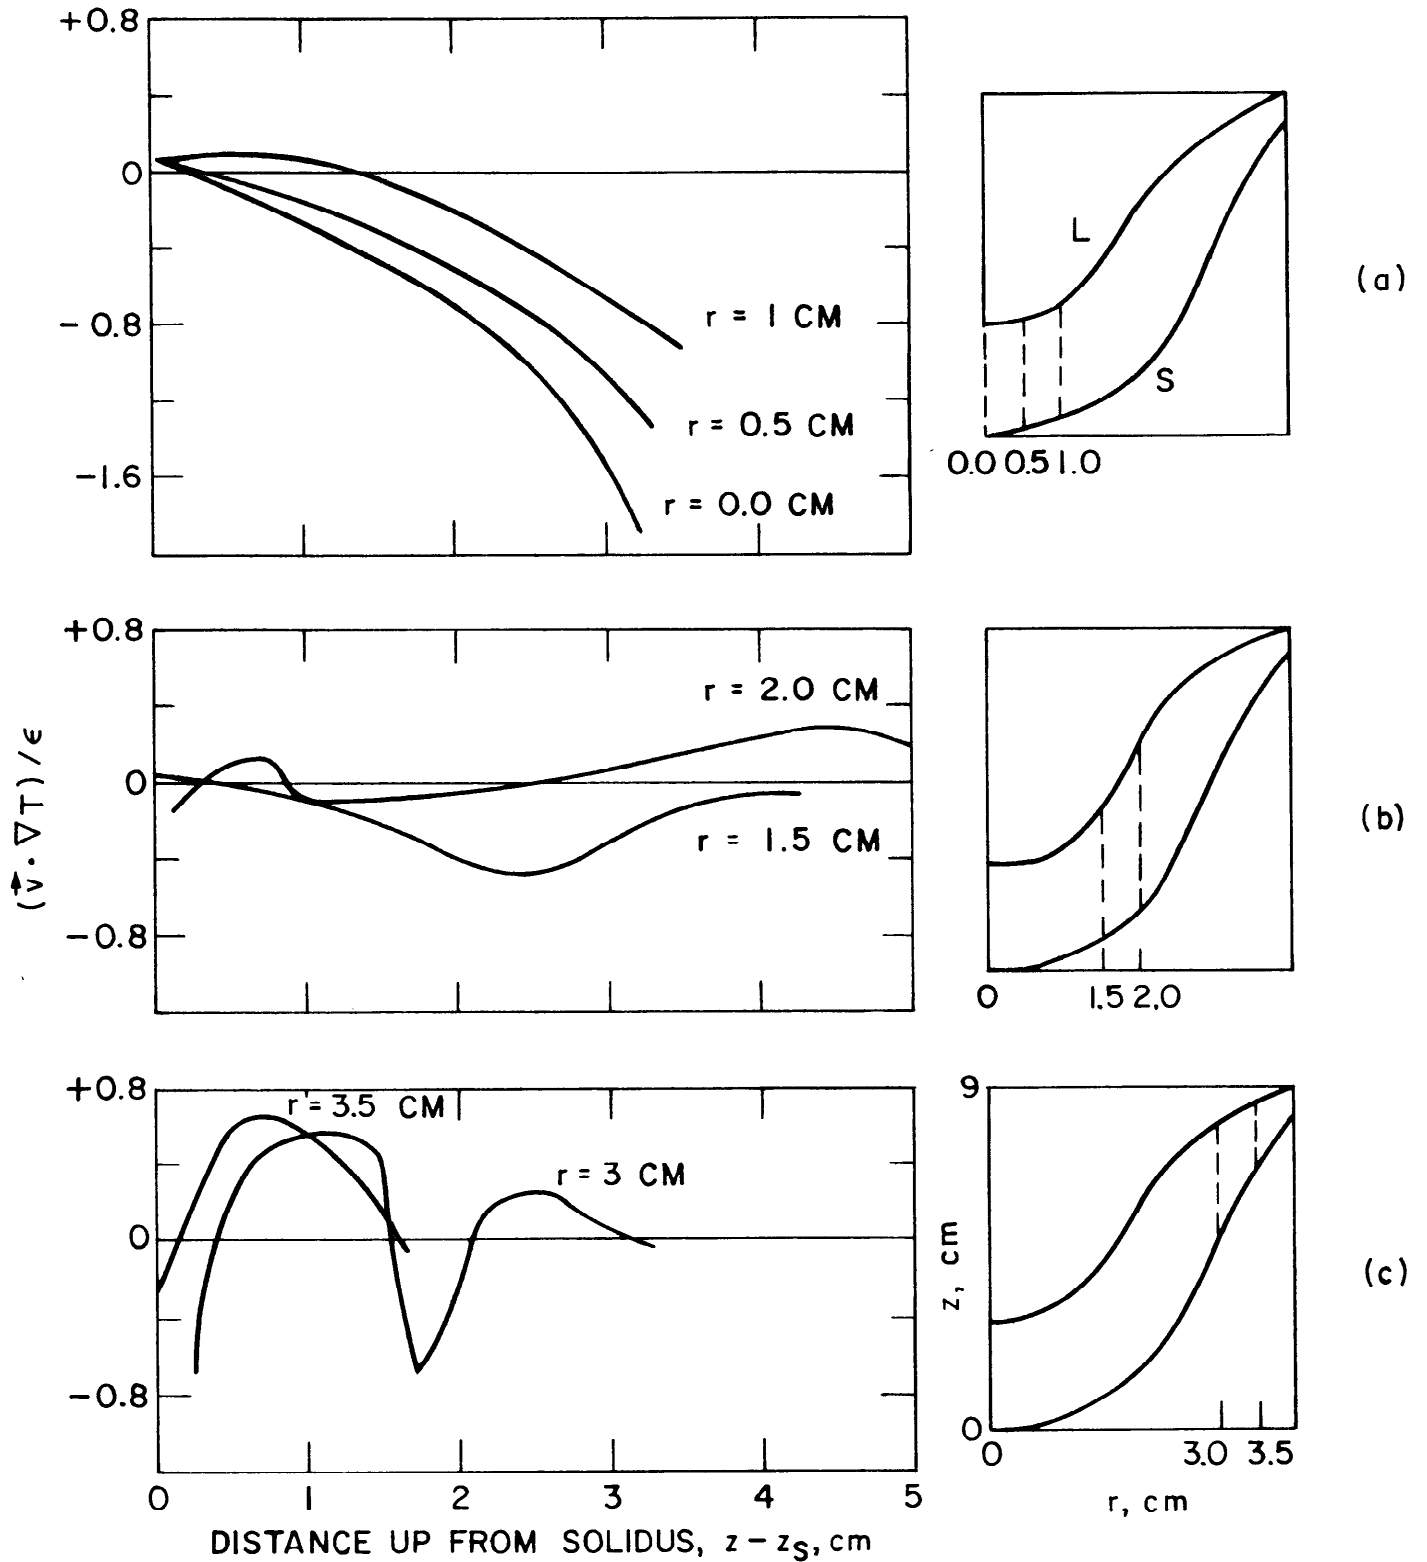 +0.8
0
-0.8
-1.6
r = 1 CM
r = 0.5 CM
r = 0.0 CM
L
S
0.0 0.5 1.0
(a)
+0.8
0
-0.8
r = 2.0 CM
r = 1.5 CM
0 1.5 2.0
(b)
(v⃗ · ∇T)/ϵ
+0.8
0
-0.8
r = 3.5 CM
r = 3 CM
0 1 2 3 4 5
DISTANCE UP FROM SOLIDUS, z – zS, cm
9
0
z, cm
0 3.0 3.5
r, cm
(c)